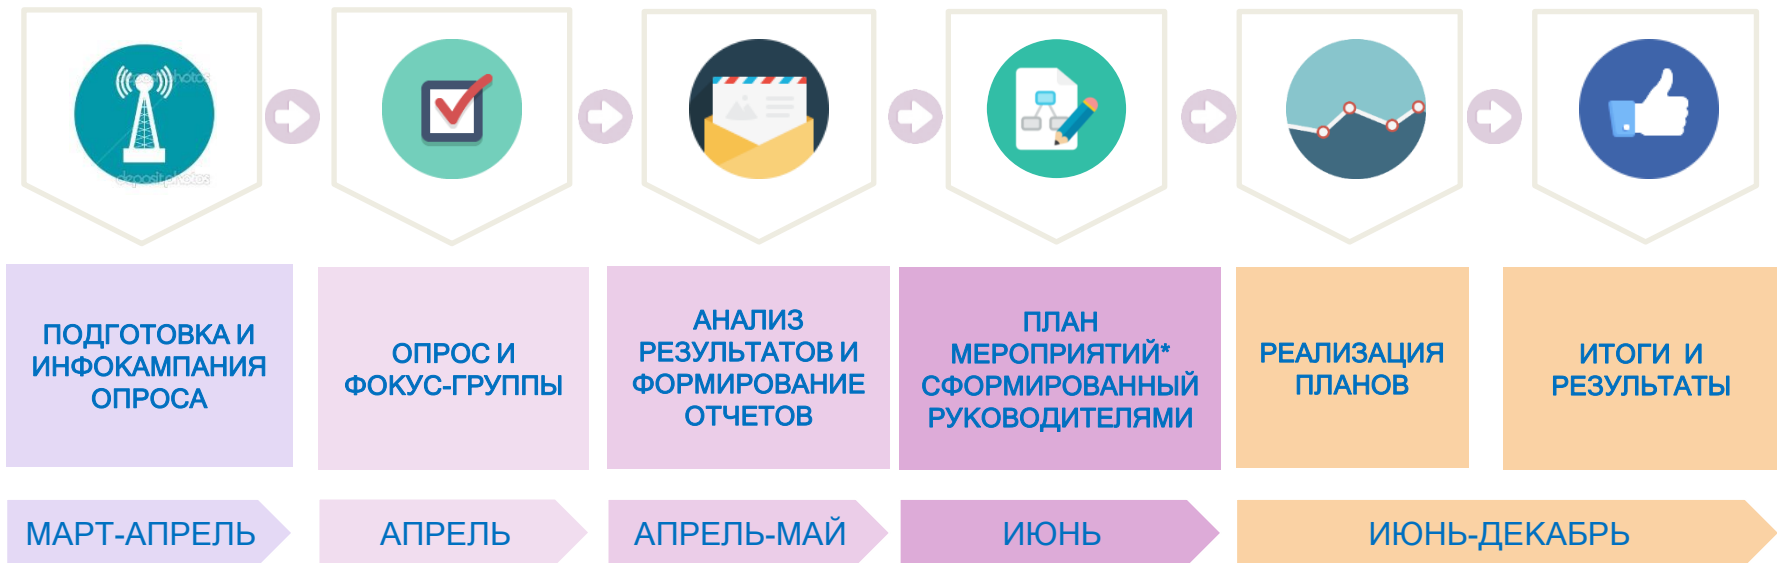 depositphotos
ПОДГОТОВКА И
ИНФОКАМПАНИЯ
ОПРОСА
ОПРОС И
ФОКУС-ГРУППЫ
АНАЛИЗ
РЕЗУЛЬТАТОВ И
ФОРМИРОВАНИЕ
ОТЧЕТОВ
ПЛАН
МЕРОПРИЯТИЙ*
СФОРМИРОВАННЫЙ
РУКОВОДИТЕЛЯМИ
РЕАЛИЗАЦИЯ
ПЛАНОВ
ИТОГИ И
РЕЗУЛЬТАТЫ
МАРТ-АПРЕЛЬ
АПРЕЛЬ
АПРЕЛЬ-МАЙ
ИЮНЬ
ИЮНЬ-ДЕКАБРЬ